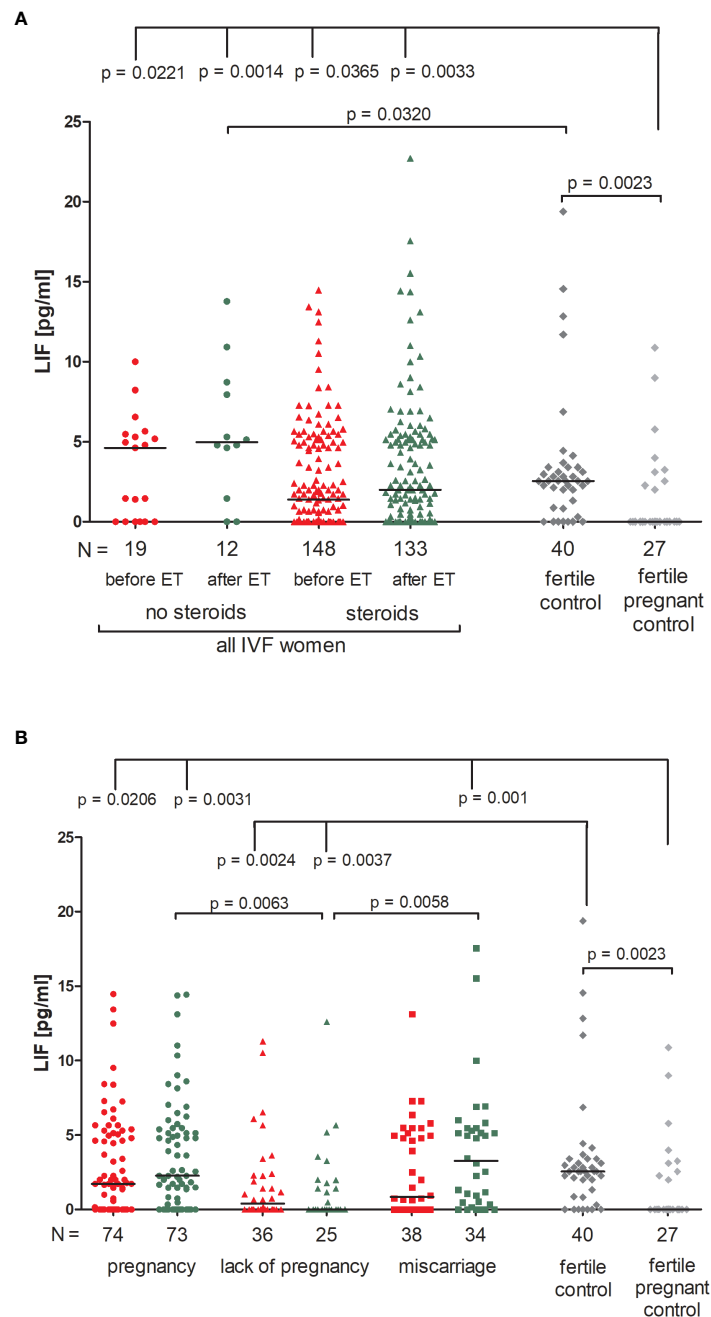 A
p = 0.0221 p = 0.0014 p = 0.0365 p = 0.0033
p = 0.0320
p = 0.0023
LIF [pg/ml]
25
20
15
10
5
0
N = 19 12 148 133 40 27
before ET after ET before ET after ET
fertile control
fertile pregnant control
no steroids steroids
all IVF women
B
p = 0.0206 p = 0.0031 p = 0.001
p = 0.0024 p = 0.0037
p = 0.0063 p = 0.0058
p = 0.0023
LIF [pg/ml]
25
20
15
10
5
0
N = 74 73 36 25 38 34 40 27
pregnancy lack of pregnancy miscarriage
fertile control
fertile pregnant control